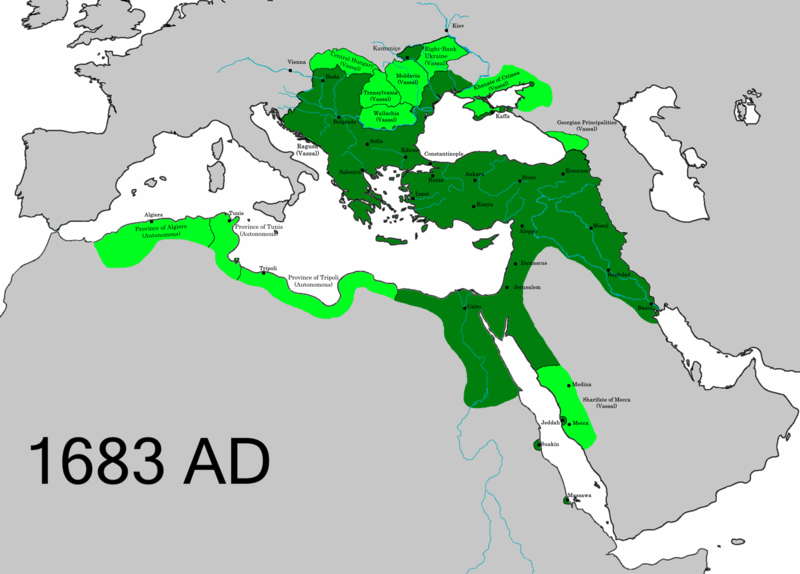 Kiev
Kamaniçe
Right-Bank
Ukraine
(Vassal)
Vienna
Central Hungary
(Vassal)
Buda
Moldavia
(Vassal)
Khanate of Crimea
(Vassal)
Transylvania
(Vassal)
Kaffa
Wallachia
(Vassal)
Belgrade
Georgian Principalities
(Vassal)
Ragusa
(Vassal)
Sofia
Edirne
Constantinople
Salonica
Bursa
Ankara
Sivas
Erzurum
Izmir
Konya
Algiers
Tunis
Province of Algiers
(Autonomous)
Province of Tunis
(Autonomous)
Aleppo
Mosul
Tripoli
Province of Tripoli
(Autonomous)
Damascus
Baghdad
Jerusalem
Cairo
Basra
Medina
Sharifate of Mecca
(Vassal)
Jeddah
Mecca
Suakin
1683 AD
Massawa